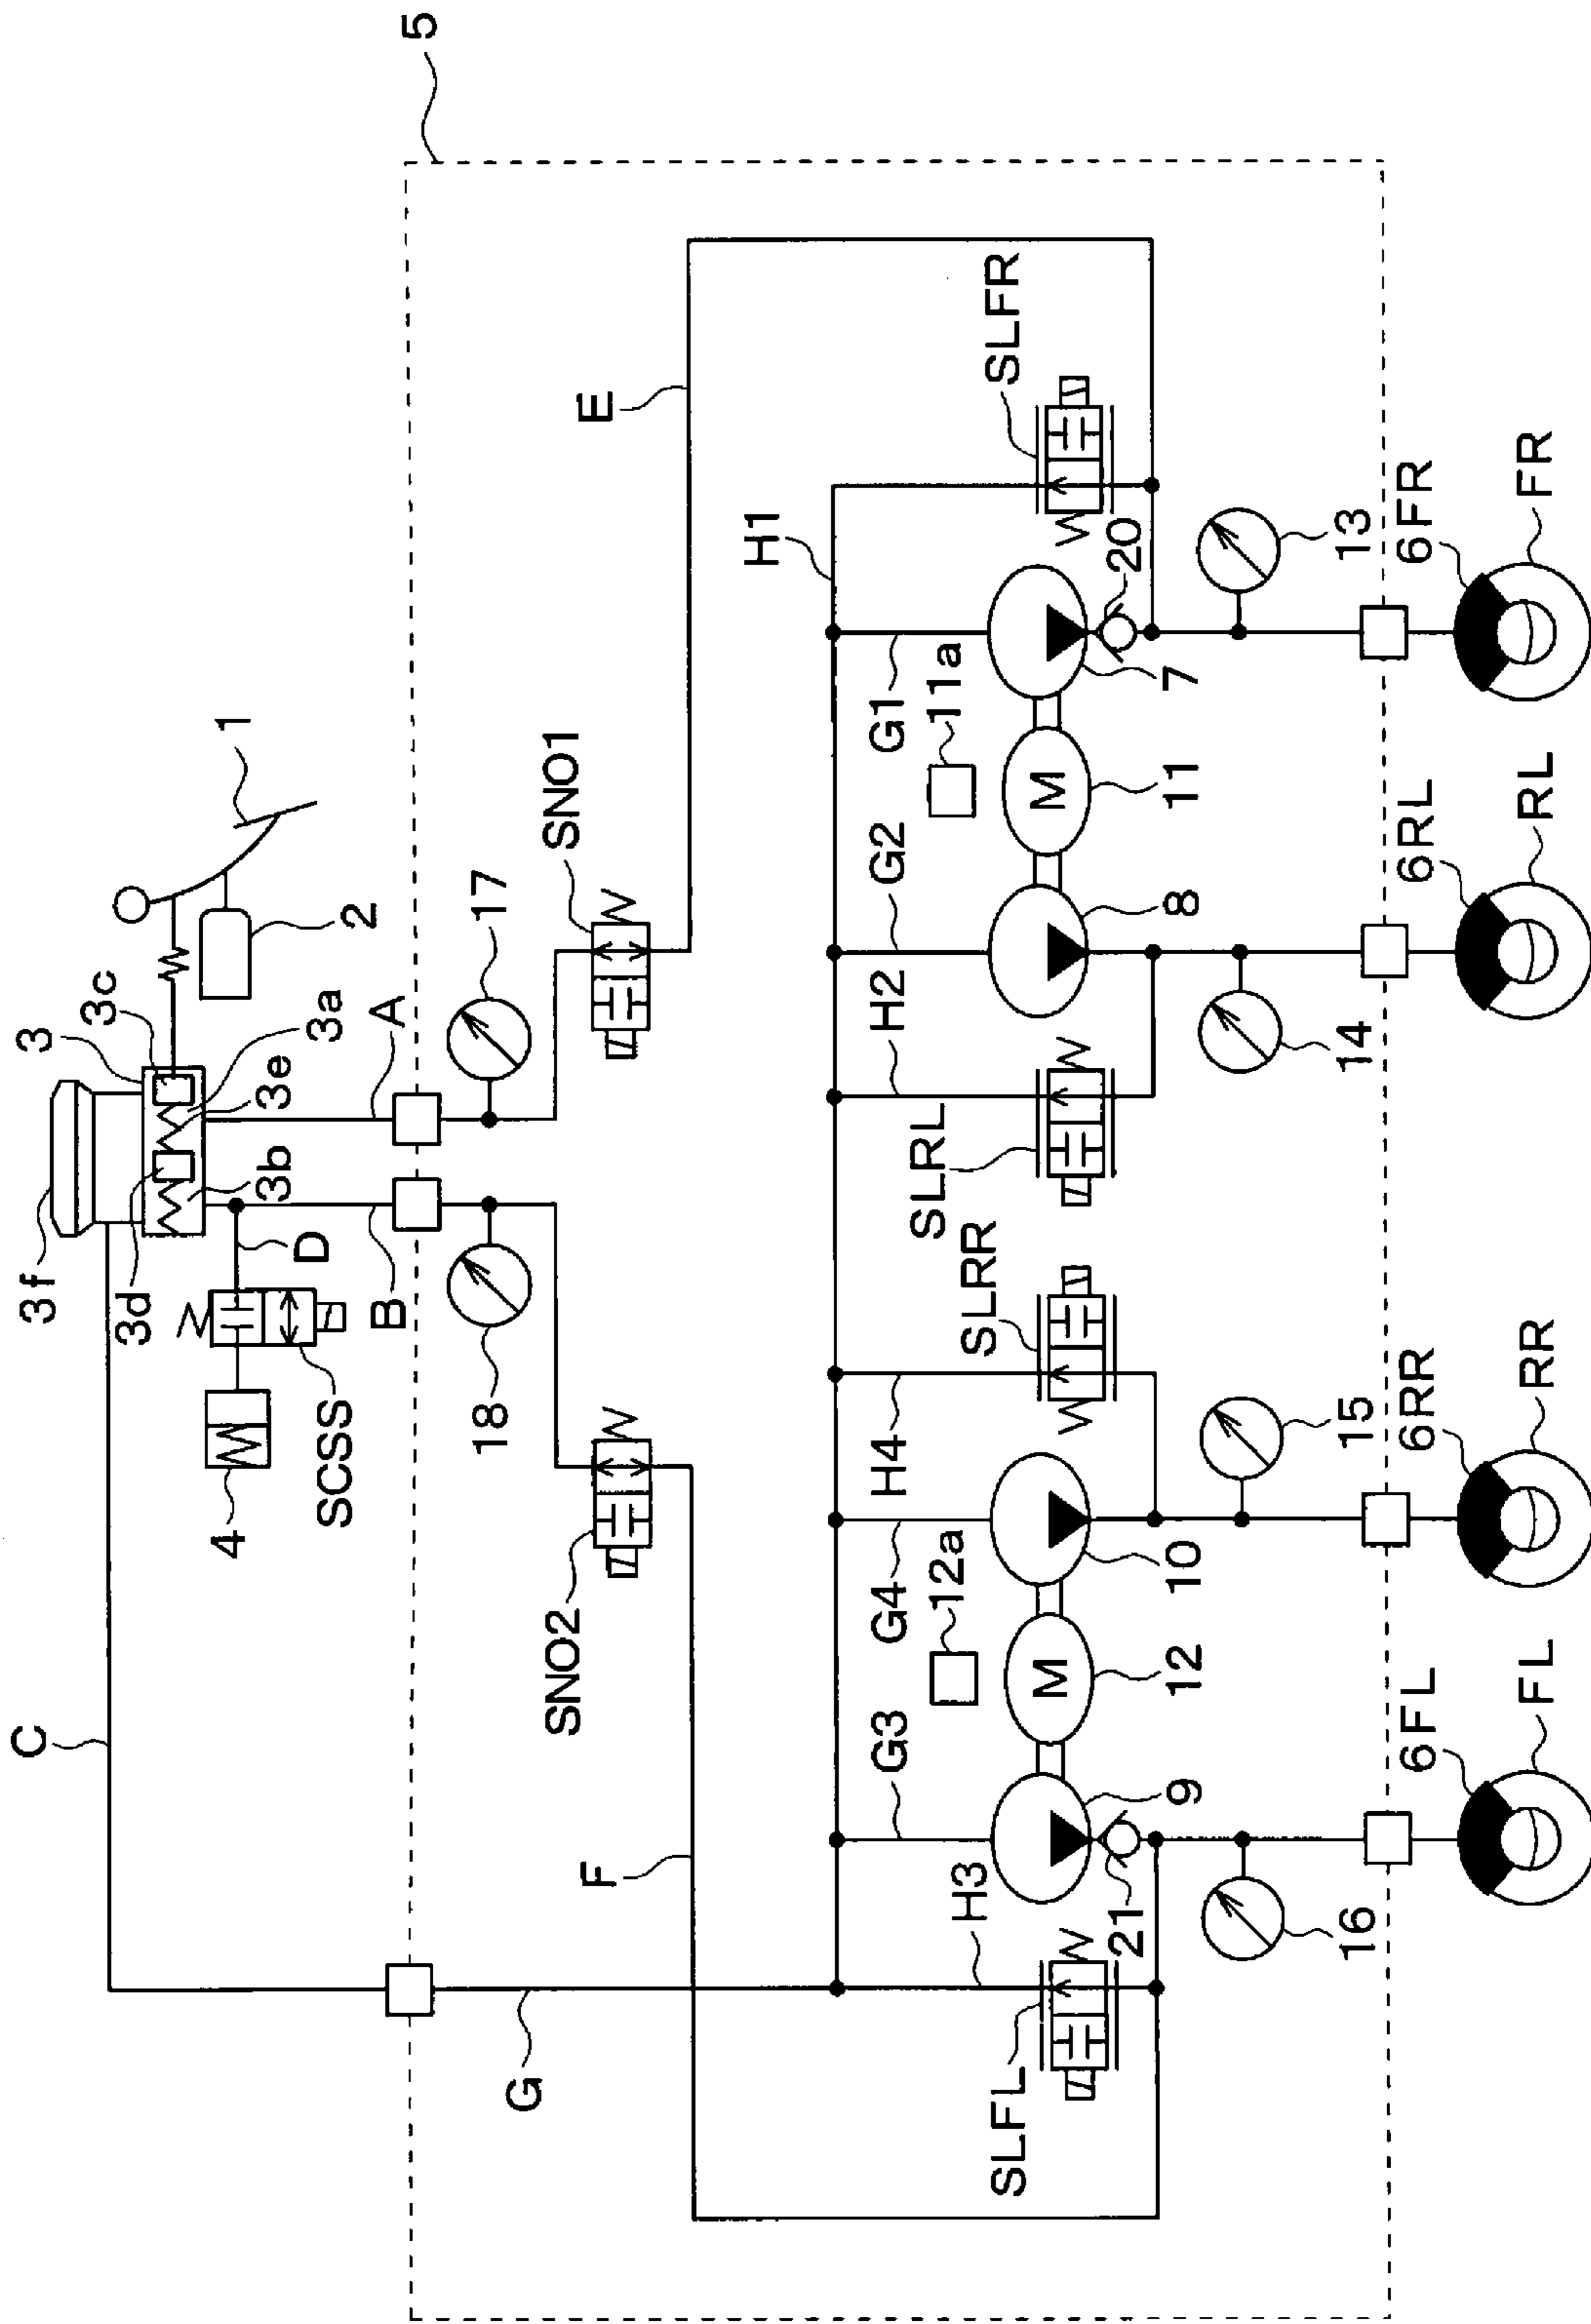 5
1
2
3
3c
3a
3e
3b
3f
3d
A
B
C
D
4
SCSS
17
18
SNO1
SNO2
E
F
G
H1
SLFR
G1
11a
20
7
G2
H2
11
8
SLRL
SLRR
H4
G4
12a
10
G3
12
9
H3
21
SLFL
13
14
15
16
6FR
FR
6RL
RL
6RR
RR
6FL
FL
M
M